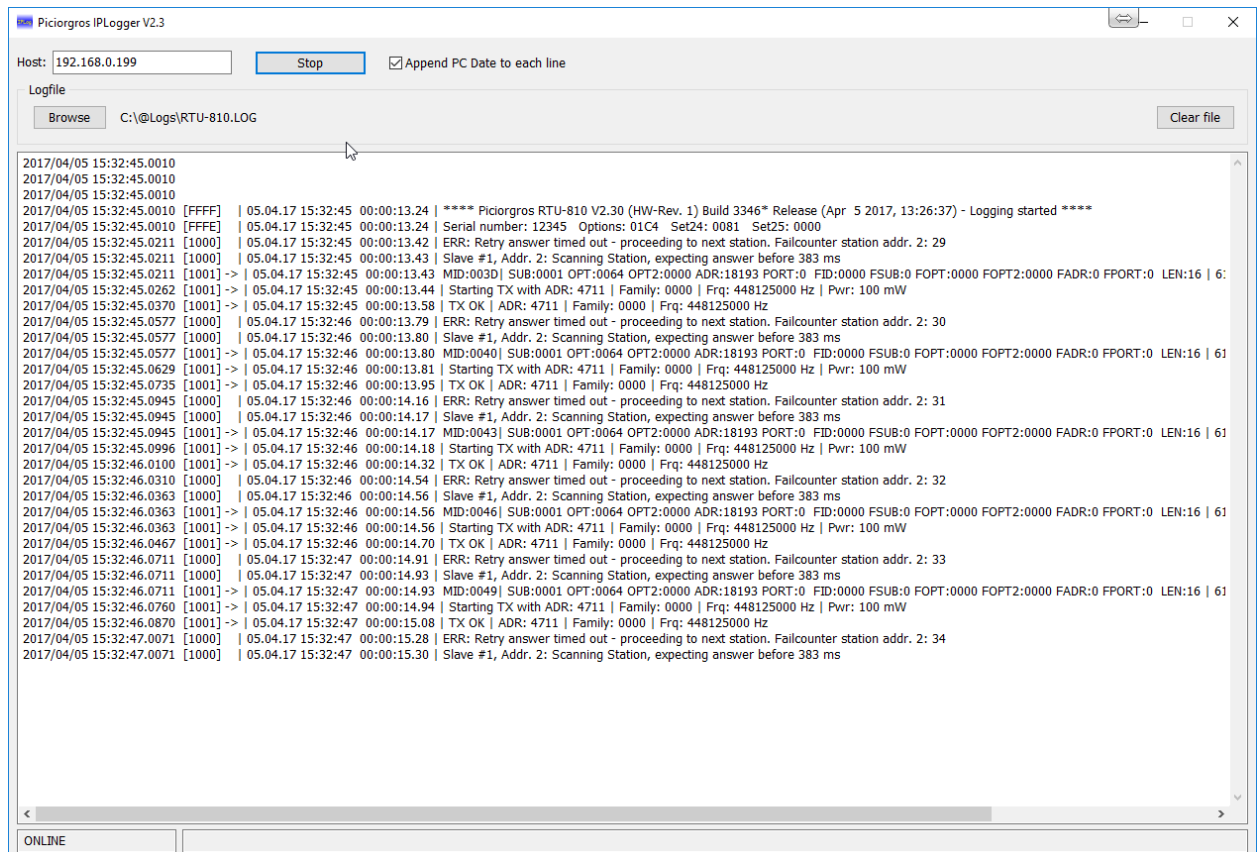 Piciorgros IPLogger V2.3
Host: 192.168.0.199 Stop Append PC Date to each line
Logfile
Browse C:\@Logs\RTU-810.LOG Clear file
2017/04/05 15:32:45.0010
2017/04/05 15:32:45.0010
2017/04/05 15:32:45.0010
2017/04/05 15:32:45.0010 [FFFF] | 05.04.17 15:32:45 00:00:13.24 | **** Piciorgros RTU-810 V2.30 (HW-Rev. 1) Build 3346* Release (Apr 5 2017, 13:26:37) - Logging started ****
2017/04/05 15:32:45.0010 [FFFE] | 05.04.17 15:32:45 00:00:13.24 | Serial number: 12345 Options: 01C4 Set24: 0081 Set25: 0000
2017/04/05 15:32:45.0211 [1000] | 05.04.17 15:32:45 00:00:13.42 | ERR: Retry answer timed out - proceeding to next station. Failcounter station addr. 2: 29
2017/04/05 15:32:45.0211 [1000] | 05.04.17 15:32:45 00:00:13.43 | Slave #1, Addr. 2: Scanning Station, expecting answer before 383 ms
2017/04/05 15:32:45.0211 [1001] -> | 05.04.17 15:32:45 00:00:13.43 MID:003D| SUB:0001 OPT:0064 OPT2:0000 ADR:18193 PORT:0 FID:0000 FSUB:0 FOPT:0000 FOPT2:0000 FADR:0 FPORT:0 LEN:16 | 61
2017/04/05 15:32:45.0262 [1001] -> | 05.04.17 15:32:45 00:00:13.44 | Starting TX with ADR: 4711 | Family: 0000 | Frq: 448125000 Hz | Pwr: 100 mW
2017/04/05 15:32:45.0370 [1001] -> | 05.04.17 15:32:45 00:00:13.58 | TX OK | ADR: 4711 | Family: 0000 | Frq: 448125000 Hz
2017/04/05 15:32:45.0577 [1000] | 05.04.17 15:32:46 00:00:13.79 | ERR: Retry answer timed out - proceeding to next station. Failcounter station addr. 2: 30
2017/04/05 15:32:45.0577 [1000] | 05.04.17 15:32:46 00:00:13.80 | Slave #1, Addr. 2: Scanning Station, expecting answer before 383 ms
2017/04/05 15:32:45.0577 [1001] -> | 05.04.17 15:32:46 00:00:13.80 MID:0040| SUB:0001 OPT:0064 OPT2:0000 ADR:18193 PORT:0 FID:0000 FSUB:0 FOPT:0000 FOPT2:0000 FADR:0 FPORT:0 LEN:16 | 61
2017/04/05 15:32:45.0629 [1001] -> | 05.04.17 15:32:46 00:00:13.81 | Starting TX with ADR: 4711 | Family: 0000 | Frq: 448125000 Hz | Pwr: 100 mW
2017/04/05 15:32:45.0735 [1001] -> | 05.04.17 15:32:46 00:00:13.95 | TX OK | ADR: 4711 | Family: 0000 | Frq: 448125000 Hz
2017/04/05 15:32:45.0945 [1000] | 05.04.17 15:32:46 00:00:14.16 | ERR: Retry answer timed out - proceeding to next station. Failcounter station addr. 2: 31
2017/04/05 15:32:45.0945 [1000] | 05.04.17 15:32:46 00:00:14.17 | Slave #1, Addr. 2: Scanning Station, expecting answer before 383 ms
2017/04/05 15:32:45.0945 [1001] -> | 05.04.17 15:32:46 00:00:14.17 MID:0043| SUB:0001 OPT:0064 OPT2:0000 ADR:18193 PORT:0 FID:0000 FSUB:0 FOPT:0000 FOPT2:0000 FADR:0 FPORT:0 LEN:16 | 61
2017/04/05 15:32:45.0996 [1001] -> | 05.04.17 15:32:46 00:00:14.18 | Starting TX with ADR: 4711 | Family: 0000 | Frq: 448125000 Hz | Pwr: 100 mW
2017/04/05 15:32:46.0100 [1001] -> | 05.04.17 15:32:46 00:00:14.32 | TX OK | ADR: 4711 | Family: 0000 | Frq: 448125000 Hz
2017/04/05 15:32:46.0310 [1000] | 05.04.17 15:32:46 00:00:14.54 | ERR: Retry answer timed out - proceeding to next station. Failcounter station addr. 2: 32
2017/04/05 15:32:46.0363 [1000] | 05.04.17 15:32:46 00:00:14.56 | Slave #1, Addr. 2: Scanning Station, expecting answer before 383 ms
2017/04/05 15:32:46.0363 [1001] -> | 05.04.17 15:32:46 00:00:14.56 MID:0046| SUB:0001 OPT:0064 OPT2:0000 ADR:18193 PORT:0 FID:0000 FSUB:0 FOPT:0000 FOPT2:0000 FADR:0 FPORT:0 LEN:16 | 61
2017/04/05 15:32:46.0363 [1001] -> | 05.04.17 15:32:46 00:00:14.56 | Starting TX with ADR: 4711 | Family: 0000 | Frq: 448125000 Hz | Pwr: 100 mW
2017/04/05 15:32:46.0467 [1001] -> | 05.04.17 15:32:46 00:00:14.70 | TX OK | ADR: 4711 | Family: 0000 | Frq: 448125000 Hz
2017/04/05 15:32:46.0711 [1000] | 05.04.17 15:32:47 00:00:14.91 | ERR: Retry answer timed out - proceeding to next station. Failcounter station addr. 2: 33
2017/04/05 15:32:46.0711 [1000] | 05.04.17 15:32:47 00:00:14.93 | Slave #1, Addr. 2: Scanning Station, expecting answer before 383 ms
2017/04/05 15:32:46.0711 [1001] -> | 05.04.17 15:32:47 00:00:14.93 MID:0049| SUB:0001 OPT:0064 OPT2:0000 ADR:18193 PORT:0 FID:0000 FSUB:0 FOPT:0000 FOPT2:0000 FADR:0 FPORT:0 LEN:16 | 61
2017/04/05 15:32:46.0760 [1001] -> | 05.04.17 15:32:47 00:00:14.94 | Starting TX with ADR: 4711 | Family: 0000 | Frq: 448125000 Hz | Pwr: 100 mW
2017/04/05 15:32:46.0870 [1001] -> | 05.04.17 15:32:47 00:00:15.08 | TX OK | ADR: 4711 | Family: 0000 | Frq: 448125000 Hz
2017/04/05 15:32:47.0071 [1000] | 05.04.17 15:32:47 00:00:15.28 | ERR: Retry answer timed out - proceeding to next station. Failcounter station addr. 2: 34
2017/04/05 15:32:47.0071 [1000] | 05.04.17 15:32:47 00:00:15.30 | Slave #1, Addr. 2: Scanning Station, expecting answer before 383 ms
ONLINE